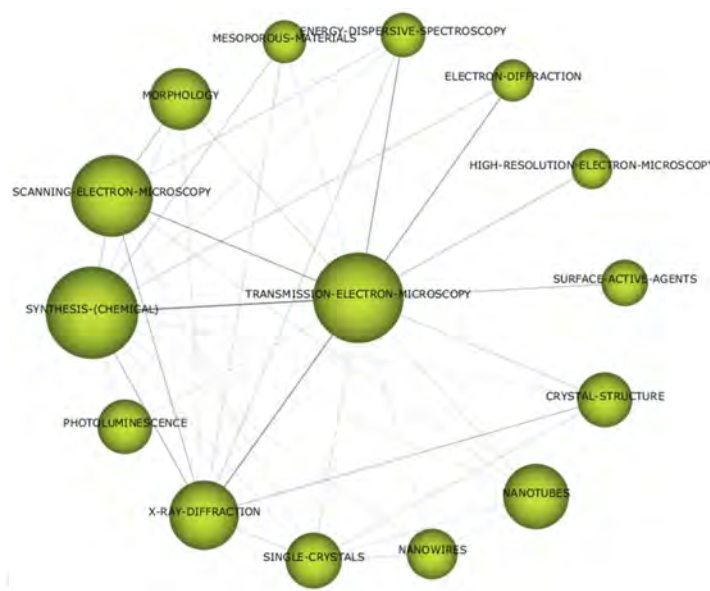 ENERGY-DISPERSIVE-SPECTROSCOPY
MESOPOROUS-MATERIALS
ELECTRON-DIFFRACTION
MORPHOLOGY
HIGH-RESOLUTION-ELECTRON-MICROSCOPY
SCANNING-ELECTRON-MICROSCOPY
SURFACE-ACTIVE-AGENTS
TRANSMISSION-ELECTRON-MICROSCOPY
SYNTHESIS-(CHEMICAL)
CRYSTAL-STRUCTURE
PHOTOLUMINESCENCE
NANOTUBES
X-RAY-DIFFRACTION
NANOWIRES
SINGLE-CRYSTALS